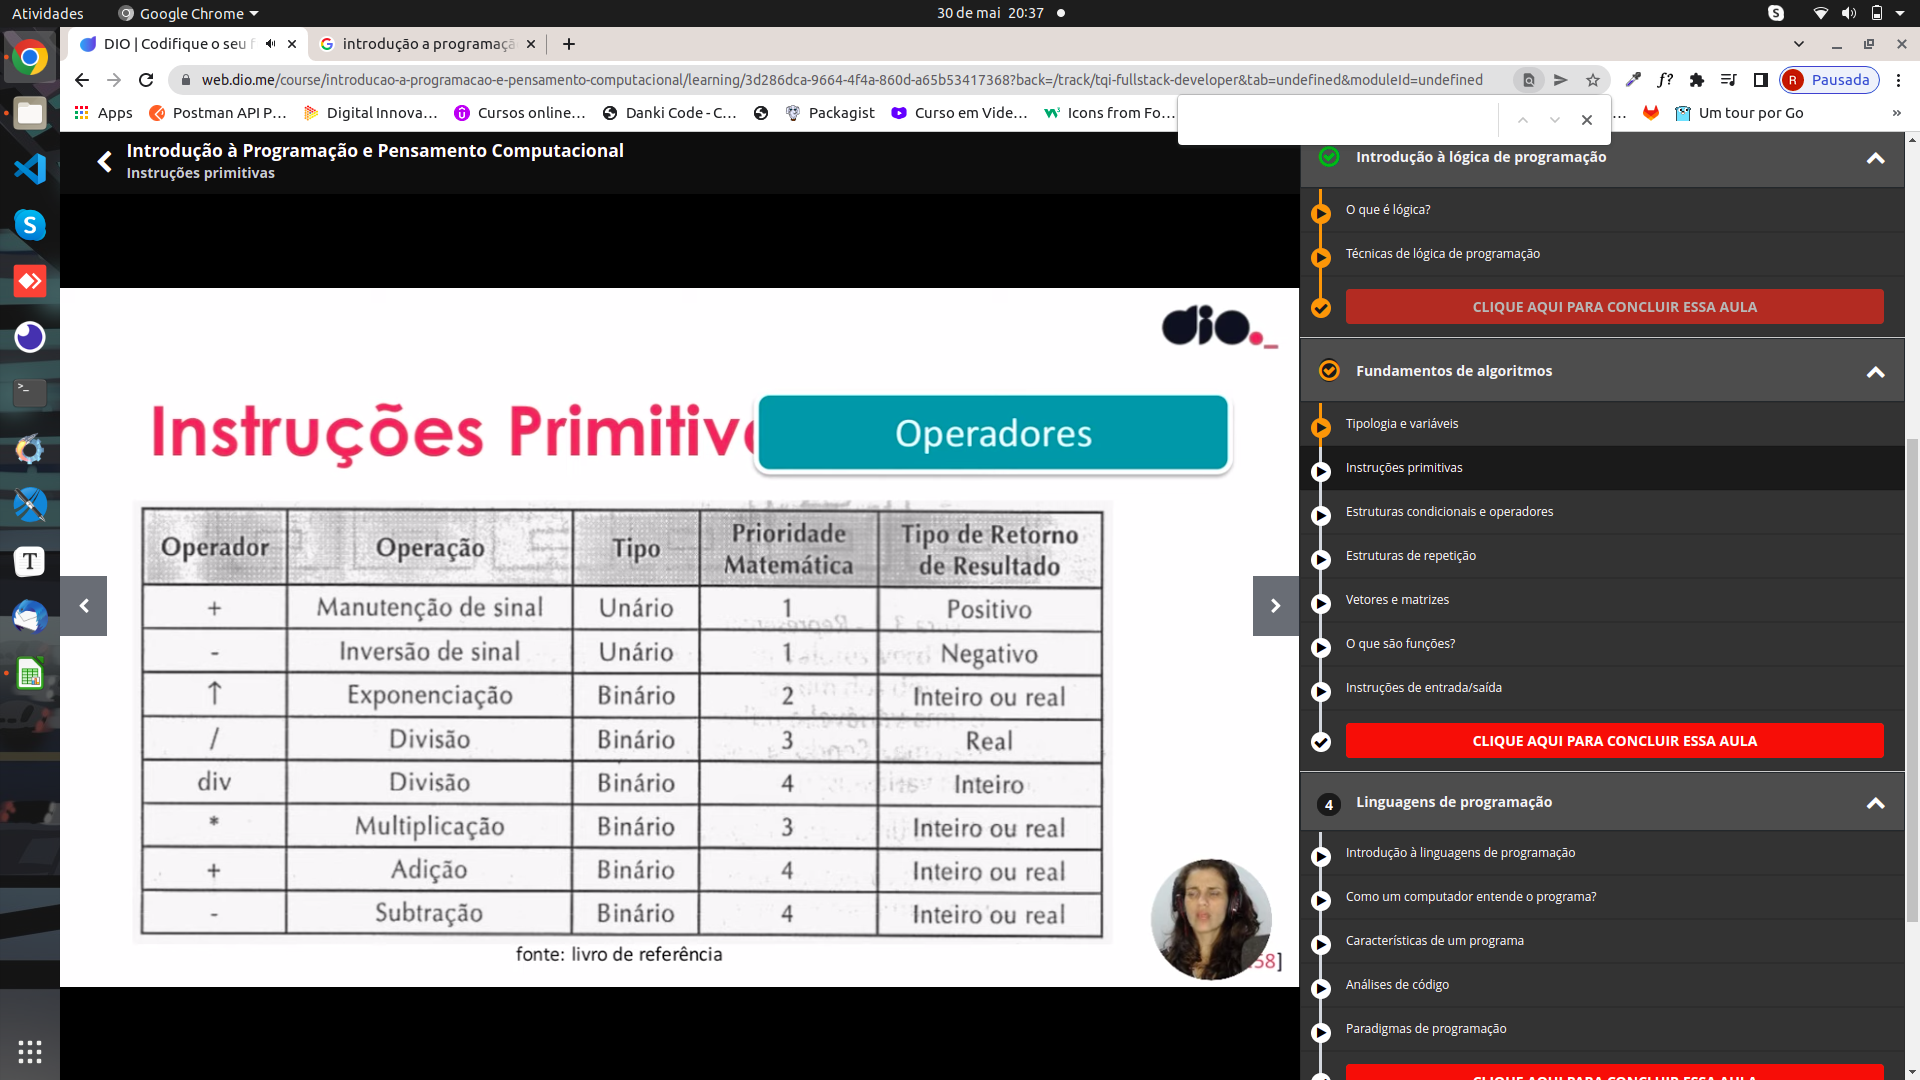 Atividades
Google Chrome
30 de mai 20:37
S
DIO | Codifique o seu f
introdução a programaçã
web.dio.me/course/introducao-a-programacao-e-pensamento-computacional/learning/3d286dca-9664-4f4a-860d-a65b53417368?back=/track/tqi-fullstack-developer&tab=undefined&moduleId=undefined
f?
R Pausada
Apps
Postman API P...
Digital Innova...
Cursos online...
Danki Code - C...
Packagist
Curso em Vide...
Icons from Fo...
...
Um tour por Go
»
Introdução à Programação e Pensamento Computacional
Instruções primitivas
dio._
Instruções Primitiv
Operadores
Operador Operação Tipo Prioridade Matemática Tipo de Retorno de Resultado
+ Manutenção de sinal Unário 1 Positivo
- Inversão de sinal Unário 1 Negativo
↑ Exponenciação Binário 2 Inteiro ou real
/ Divisão Binário 3 Real
div Divisão Binário 4 Inteiro
* Multiplicação Binário 3 Inteiro ou real
+ Adição Binário 4 Inteiro ou real
- Subtração Binário 4 Inteiro ou real
fonte: livro de referência
58]
Introdução à lógica de programação
O que é lógica?
Técnicas de lógica de programação
CLIQUE AQUI PARA CONCLUIR ESSA AULA
Fundamentos de algoritmos
Tipologia e variáveis
Instruções primitivas
Estruturas condicionais e operadores
Estruturas de repetição
Vetores e matrizes
O que são funções?
Instruções de entrada/saída
CLIQUE AQUI PARA CONCLUIR ESSA AULA
4 Linguagens de programação
Introdução à linguagens de programação
Como um computador entende o programa?
Características de um programa
Análises de código
Paradigmas de programação
CLIQUE AQUI PARA CONCLUIR ESSA AULA